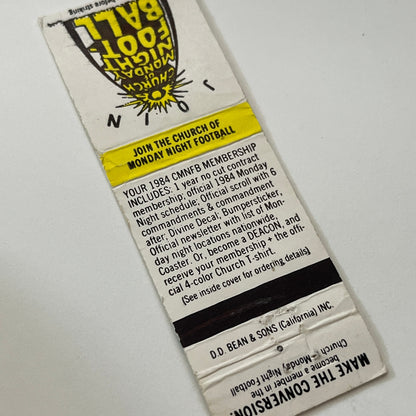 before striking.
BALL
FOOT
NIGHT
MONDAY
CHURCH
JOIN
JOIN THE CHURCH OF
MONDAY NIGHT FOOTBALL
YOUR 1984 CMNFB MEMBERSHIP
INCLUDES: 1 year no cut contract
membership; official 1984 Monday
Night schedule; Official scroll with 6
commandments & commandment
after, Divine Decal; Bumpersticker,
Official newsletter with list of Mon-
day night locations nationwide,
Coaster. Or, become a DEACON, and
receive your membership + the offi-
cial 4-color Church T-shirt.
(See inside cover for ordering details)
D.D. BEAN & SONS (California) INC.
MAKE THE CONVERSION
become a member in the
Church—Monday Night Football